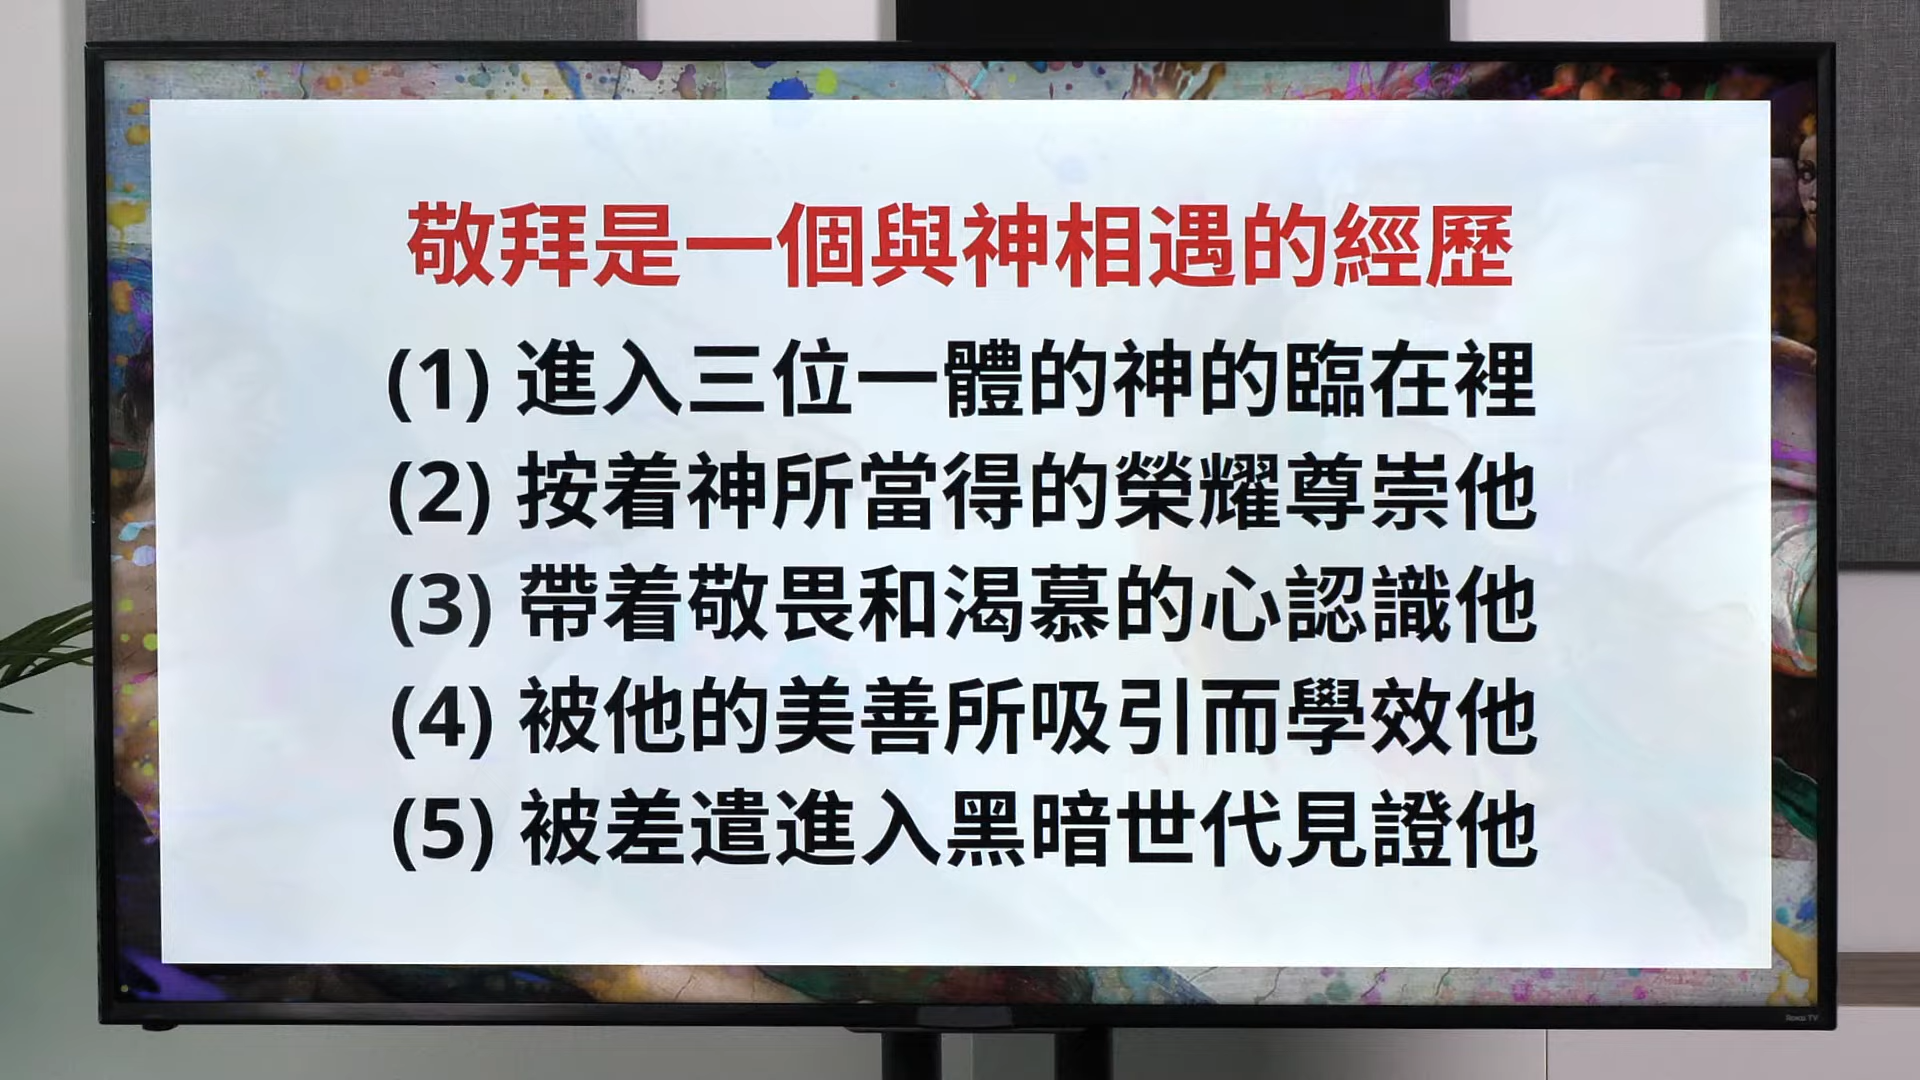 敬拜是一個與神相遇的經歷
(1) 進入三位一體的神的臨在裡
(2) 按着神所當得的榮耀尊崇他
(3) 帶着敬畏和渴慕的心認識他
(4) 被他的美善所吸引而學效他
(5) 被差遣進入黑暗世代見證他
Roku TV